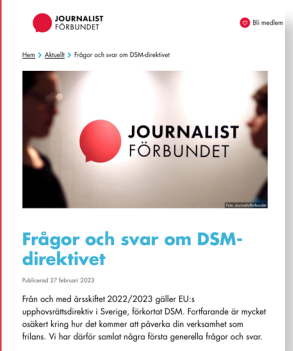 JOURNALIST
FÖRBUNDET
Bli medlem
Hem > Aktuellt > Frågor och svar om DSM-direktivet
JOURNALIST
FÖRBUNDET
Foto: Journalistförbundet
Frågor och svar om DSM-
direktivet
Publicerad 27 februari 2023
Från och med årsskiftet 2022/2023 gäller EU:s
upphovsrättsdirektiv i Sverige, förkortat DSM. Fortfarande är mycket
osäkert kring hur det kommer att påverka din verksamhet som
frilans. Vi har därför samlat några första generella frågor och svar.